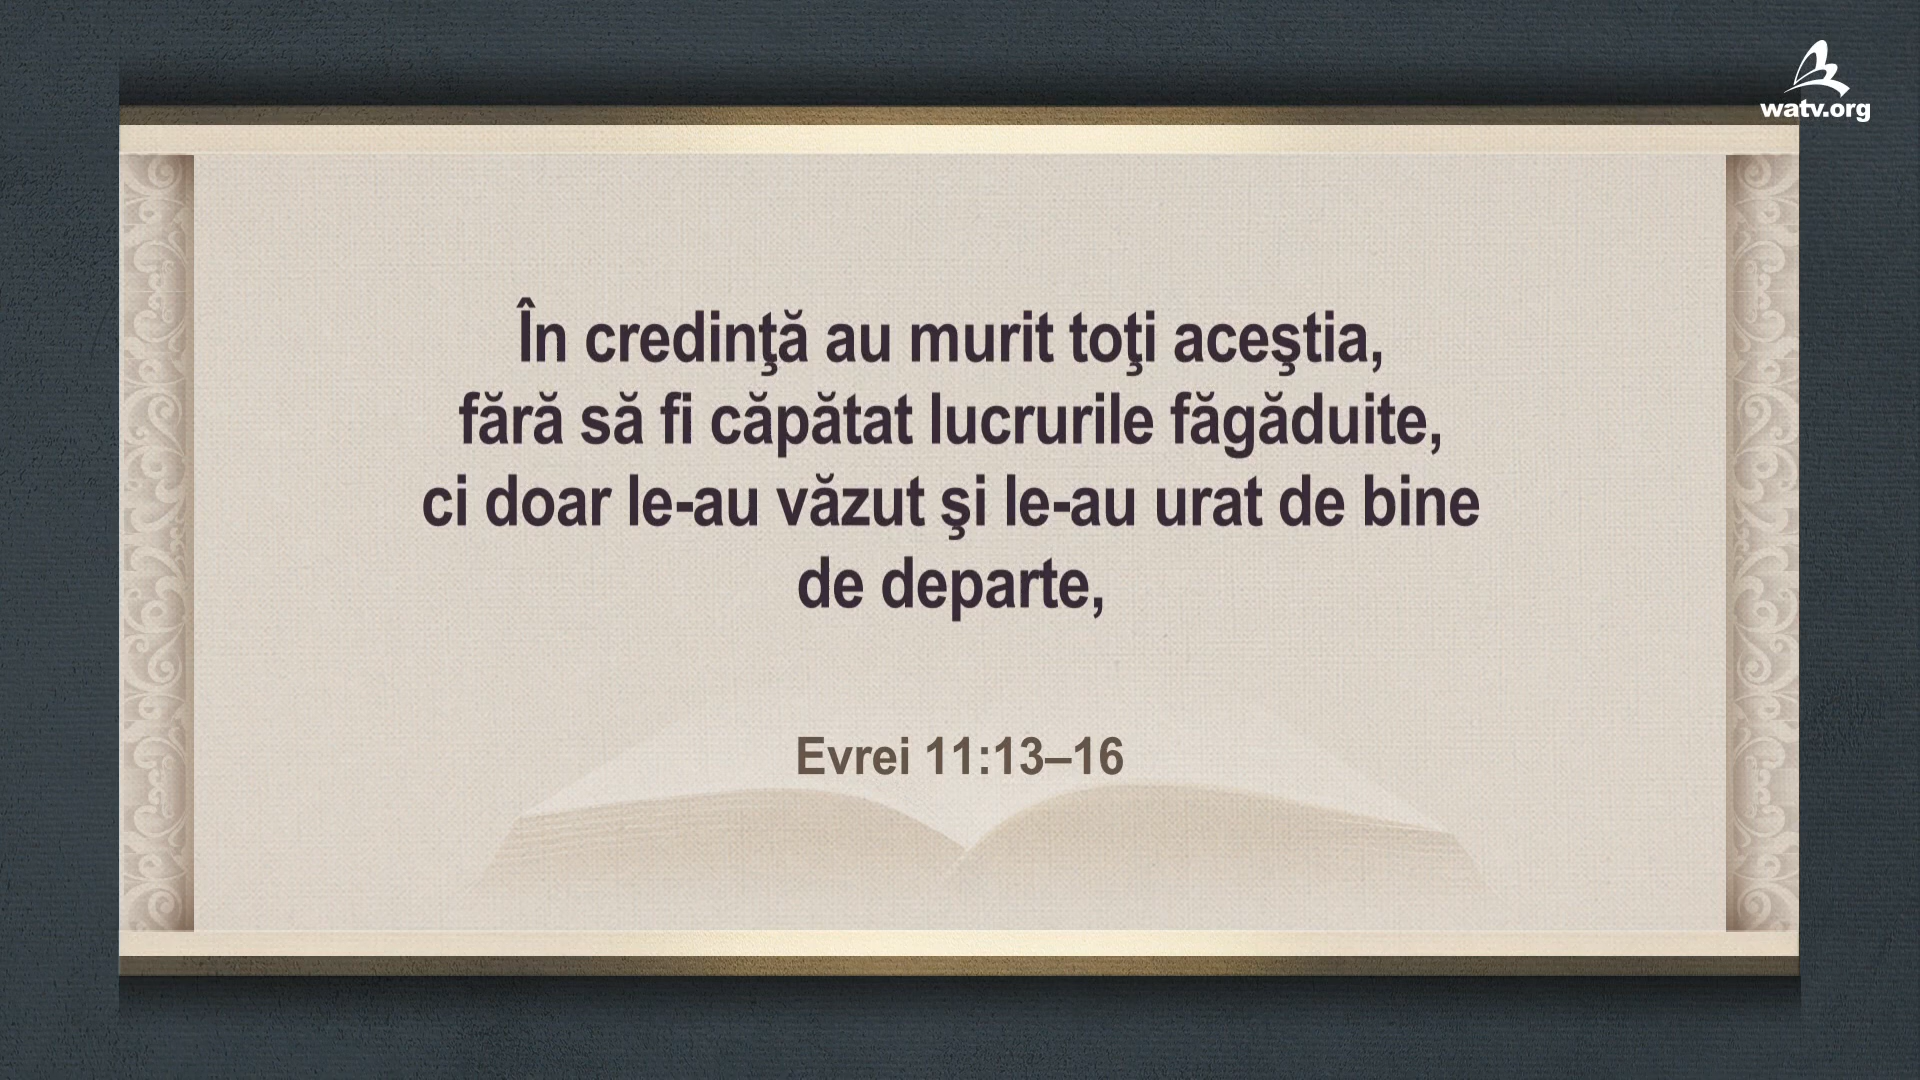 watv.org
În credinţă au murit toţi aceştia,
fără să fi căpătat lucrurile făgăduite,
ci doar le-au văzut şi le-au urat de bine
de departe,
Evrei 11:13–16